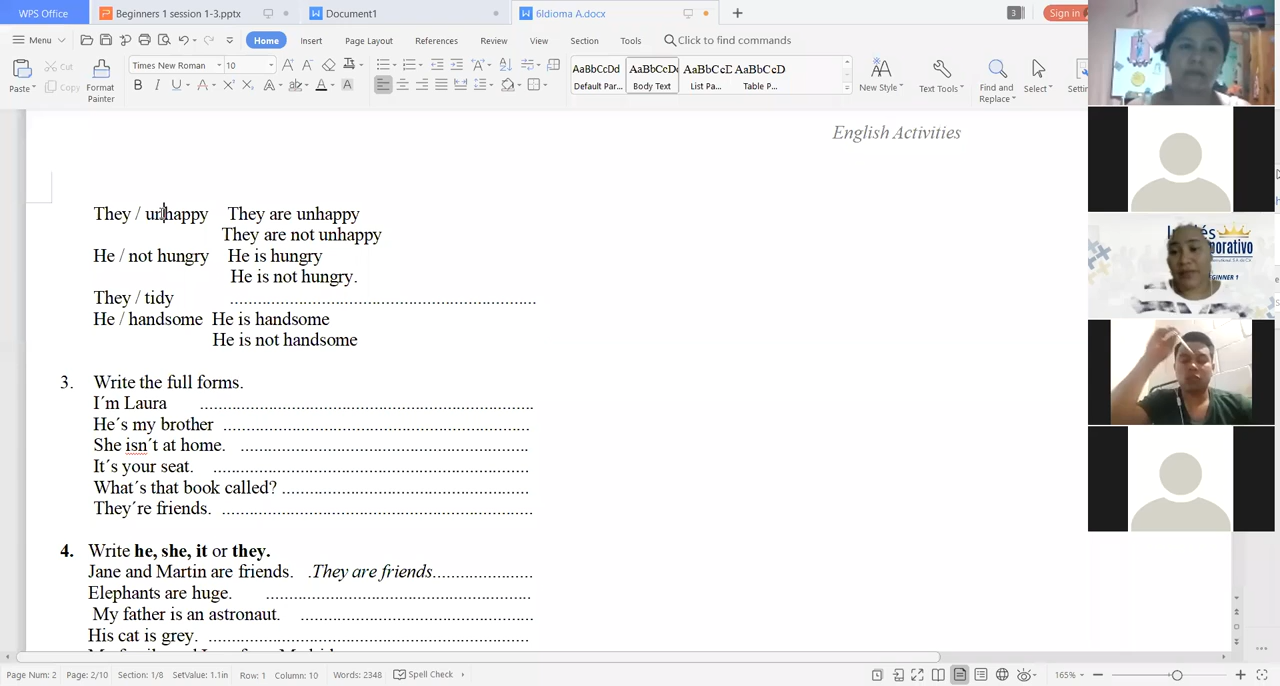 WPS Office
Beginners 1 session 1-3.pptx
Document1
6Idioma A.docx
3
Sign in
Menu
Home
Insert
Page Layout
References
Review
View
Section
Tools
Click to find commands
Paste
Cut
Copy
Format Painter
Times New Roman
10
AaBbCcDd
Default Par...
Body Text
List Pa...
AaBbCcD
Table P...
New Style
Text Tools
Find and Replace
Select
English Activities
They / unhappy They are unhappy
They are not unhappy
He / not hungry He is hungry
He is not hungry.
They / tidy ..........................................................
He / handsome He is handsome
He is not handsome
3. Write the full forms.
I´m Laura ...............................................................
He´s my brother ..........................................................
She isn´t at home. .......................................................
It´s your seat. ............................................................
What´s that book called? ..............................................
They´re friends. ...........................................................
4. Write he, she, it or they.
Jane and Martin are friends. .They are friends...................
Elephants are huge. ..................................................
My father is an astronaut. ...........................................
His cat is grey. ............................................................
BEGINNER 1
Page Num: 2
Page: 2/10
Section: 1/8
SetValue: 1.1in
Row: 1
Column: 10
Words: 2348
Spell Check
165%